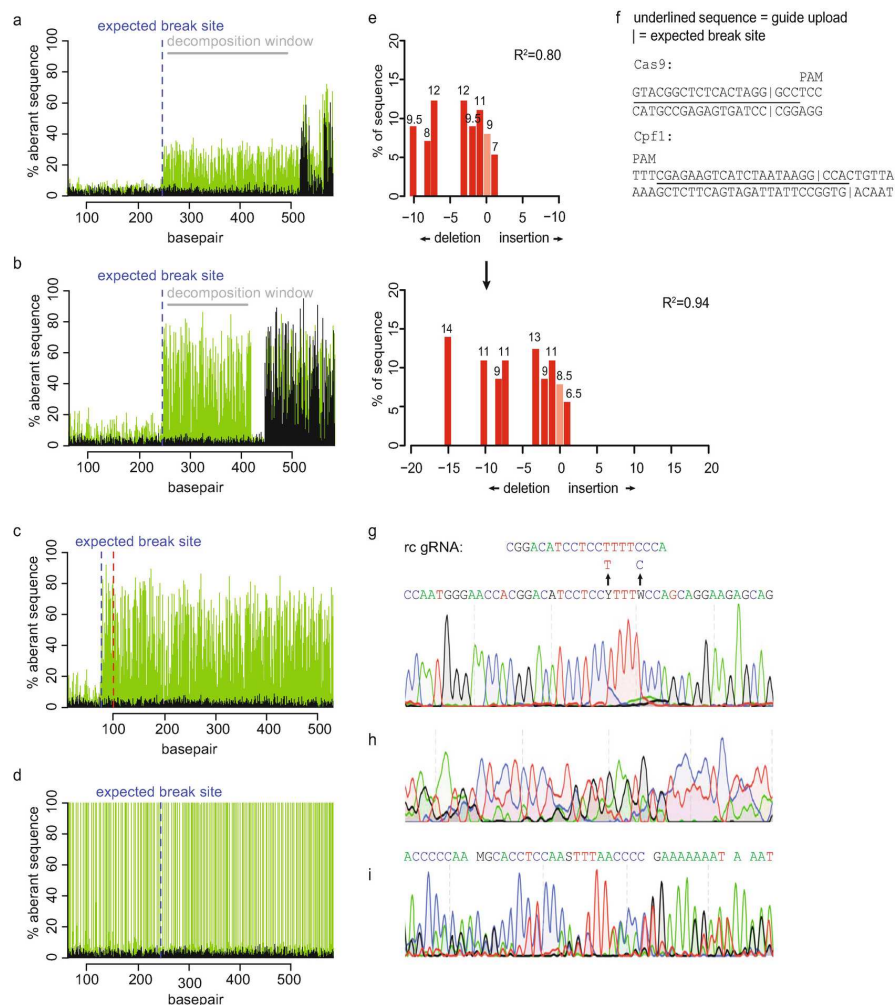 a
expected break site
decomposition window
% aberant sequence
100
80
60
40
20
0
100 200 300 400 500
basepair
b
expected break site
decomposition window
% aberant sequence
100
80
60
40
20
0
100 200 300 400 500
basepair
c
expected break site
% aberant sequence
100
80
60
40
20
0
100 200 300 400 500
basepair
d
expected break site
% aberant sequence
100
80
60
40
20
0
100 200 300 400 500
basepair
e
R²=0.80
% of sequence
20
15
10
5
0
9.5 8 12 12 9.5 11 9 7
−10 −5 0 5 −10
← deletion insertion →
R²=0.94
% of sequence
20
15
10
5
0
14 11 9 11 13 9 11 8.5 6.5
−20 −15 −10 −5 0 5 10 15 20
← deletion insertion →
f underlined sequence = guide upload
| = expected break site
Cas9:
PAM
GTACGGCTCTCACTAGG|GCCTCC
CATGCCGAGAGTGATCC|CGGAGG
Cpf1:
PAM
TTTCGAGAAGTCATCTAATAAGG|CCACTGTTA
AAAGCTCTTCAGTAGATTATTCCGGTG|ACAAT
g
rc gRNA: CGGACATCCTCCTTTTCCCA
T C
CCAATGGGAACCACGGACATCCTCCYTTTWCCAGCAGGAAGAGCAG
h
i
ACCCCCAA MGCACCTCCAASTTTAACCCC GAAAAAAAT A AAT